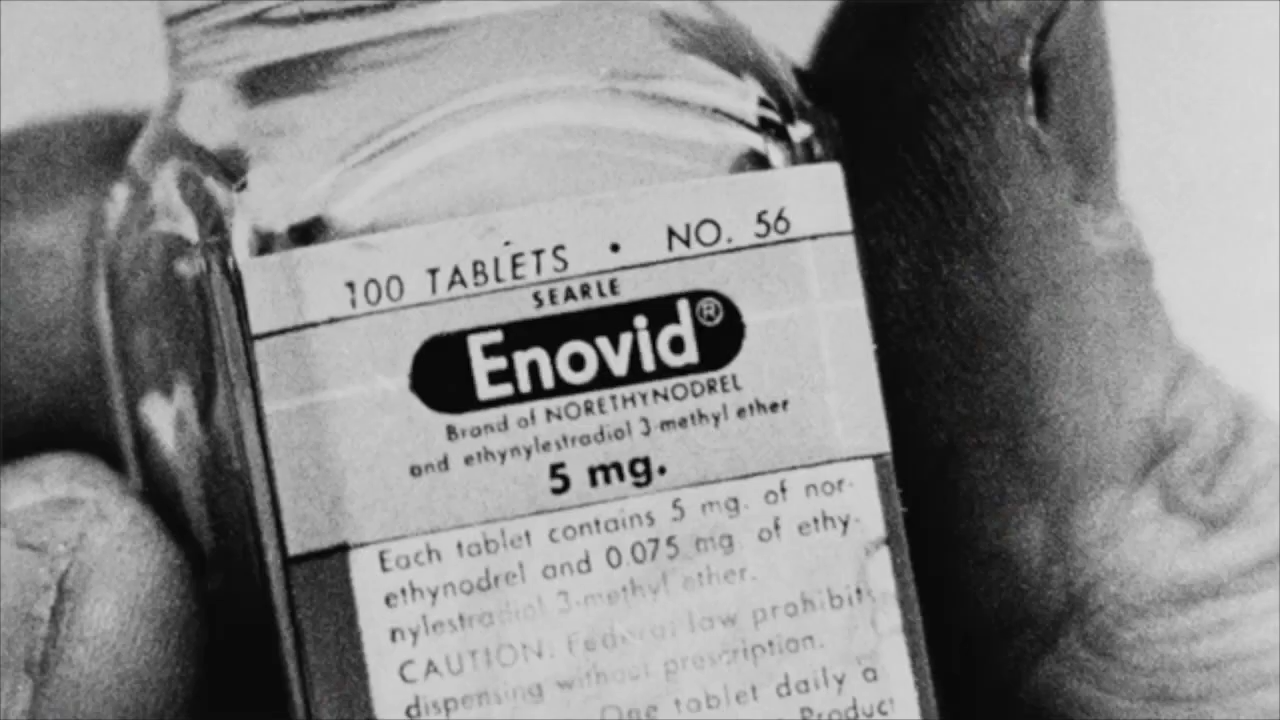 100 TABLETS • NO. 56
SEARLE
Enovid®
Brand of NORETHYNODREL
and ethynylestradiol 3-methyl ether
5 mg.
Each tablet contains 5 mg. of nor-
ethynodrel and 0.075 mg. of ethy-
nylestradiol 3-methyl ether.
CAUTION: Federal law prohibits
dispensing without prescription.
One tablet daily a
Product